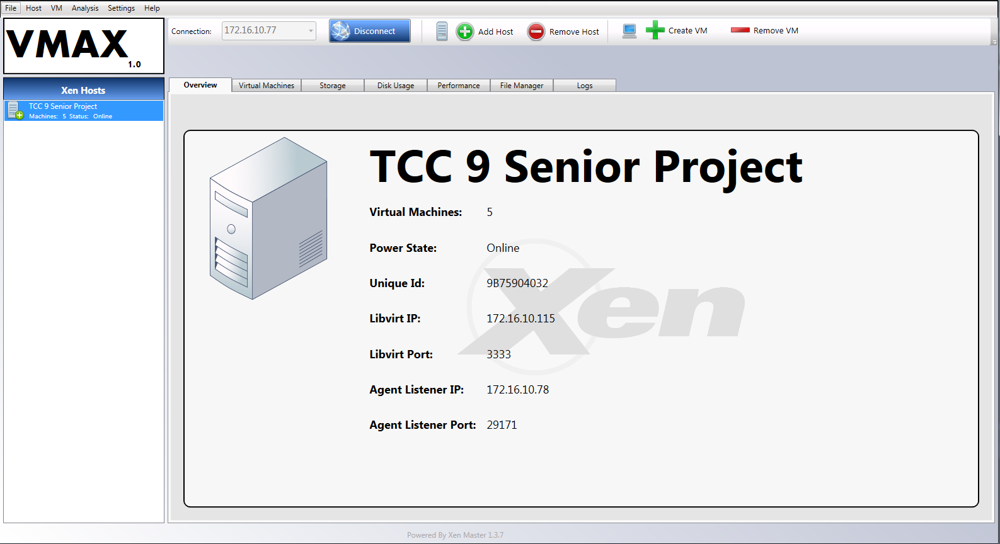 File Host VM Analysis Settings Help
VMAX 1.0
Connection: 172.16.10.77 Disconnect Add Host Remove Host Create VM Remove VM
Xen Hosts
TCC 9 Senior Project
Machines: 5 Status: Online
Overview Virtual Machines Storage Disk Usage Performance File Manager Logs
TCC 9 Senior Project
Virtual Machines: 5
Power State: Online
Unique Id: 9B75904032
Libvirt IP: 172.16.10.115
Libvirt Port: 3333
Agent Listener IP: 172.16.10.78
Agent Listener Port: 29171
Xen
Powered By Xen Master 1.3.7